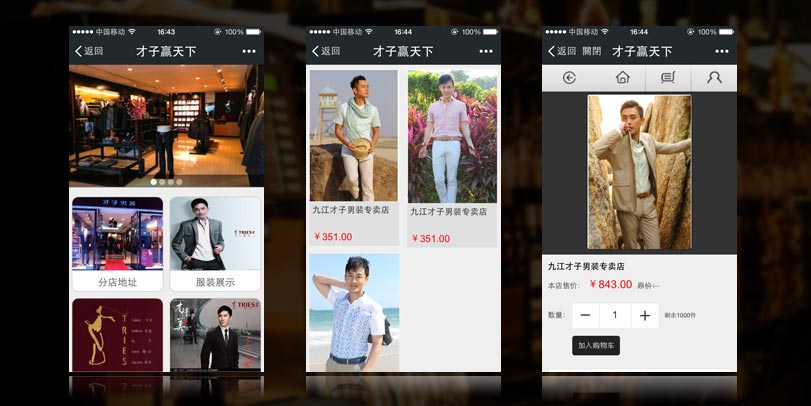 中国移动
16:43
100%
返回
才子赢天下
才子男装
TRIES
分店地址
服装展示
TRIES
TRIES
中国移动
16:44
100%
返回
才子赢天下
九江才子男装专卖店
¥351.00
九江才子男装专卖店
¥351.00
中国移动
16:44
100%
返回
關閉
才子赢天下
九江才子男装专卖店
本店售价：
¥843.00
原价:-
数量：
1
剩余1000件
加入购物车